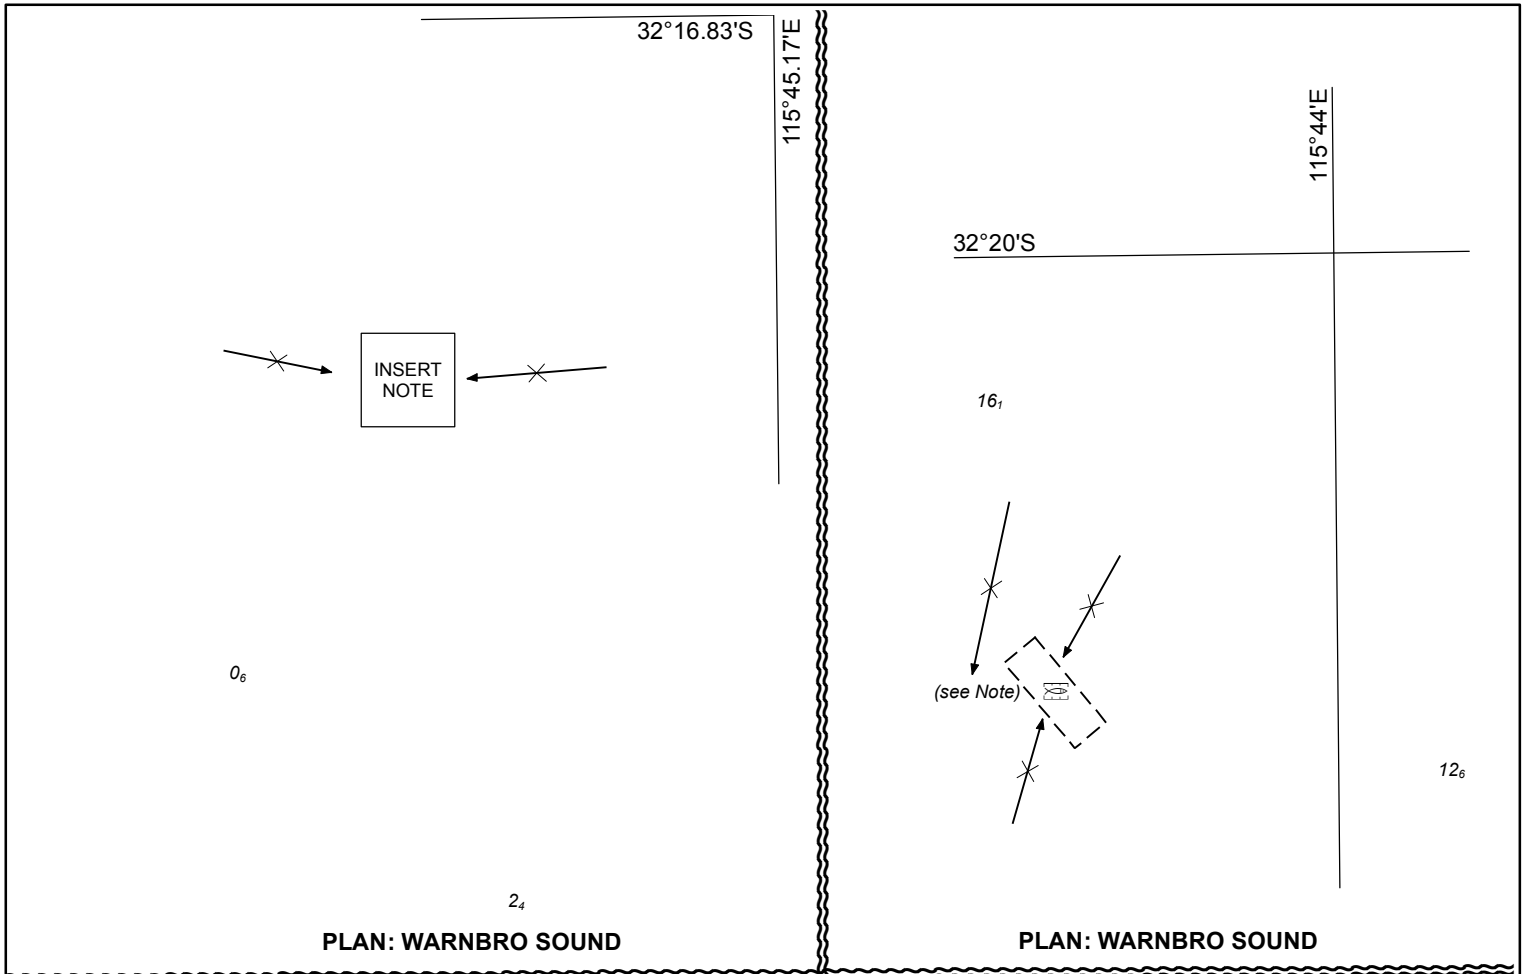 32°16.83'S
115°45.17'E
INSERT
NOTE
0₆
2₄
PLAN: WARNBRO SOUND
115°44'E
32°20'S
16₁
(see Note)
12₆
PLAN: WARNBRO SOUND